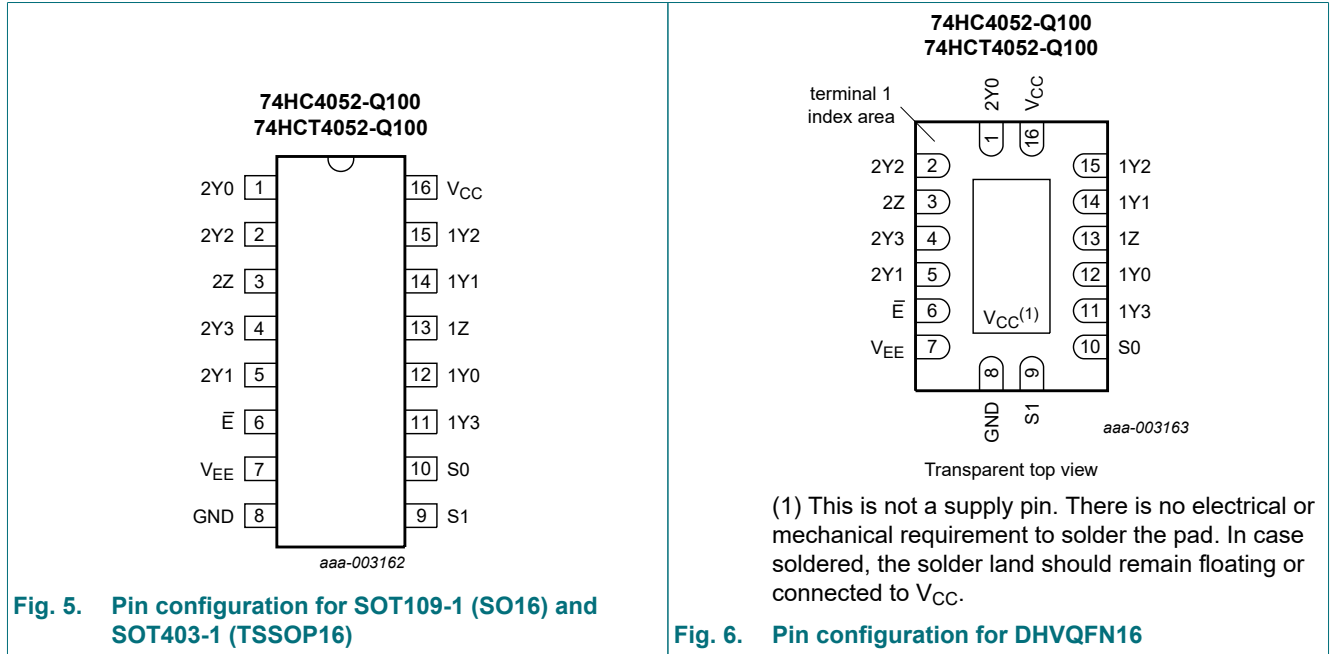 74HC4052-Q100
74HCT4052-Q100
2Y0 1
2Y2 2
2Z 3
2Y3 4
2Y1 5
E̅ 6
VEE 7
GND 8
16 VCC
15 1Y2
14 1Y1
13 1Z
12 1Y0
11 1Y3
10 S0
9 S1
aaa-003162
Fig. 5. Pin configuration for SOT109-1 (SO16) and
SOT403-1 (TSSOP16)
74HC4052-Q100
74HCT4052-Q100
terminal 1
index area
2Y0
VCC
1
16
2Y2 2
2Z 3
2Y3 4
2Y1 5
E̅ 6
VEE 7
15 1Y2
14 1Y1
13 1Z
12 1Y0
11 1Y3
10 S0
VCC(1)
8
9
GND
S1
aaa-003163
Transparent top view
(1) This is not a supply pin. There is no electrical or
mechanical requirement to solder the pad. In case
soldered, the solder land should remain floating or
connected to VCC.
Fig. 6. Pin configuration for DHVQFN16